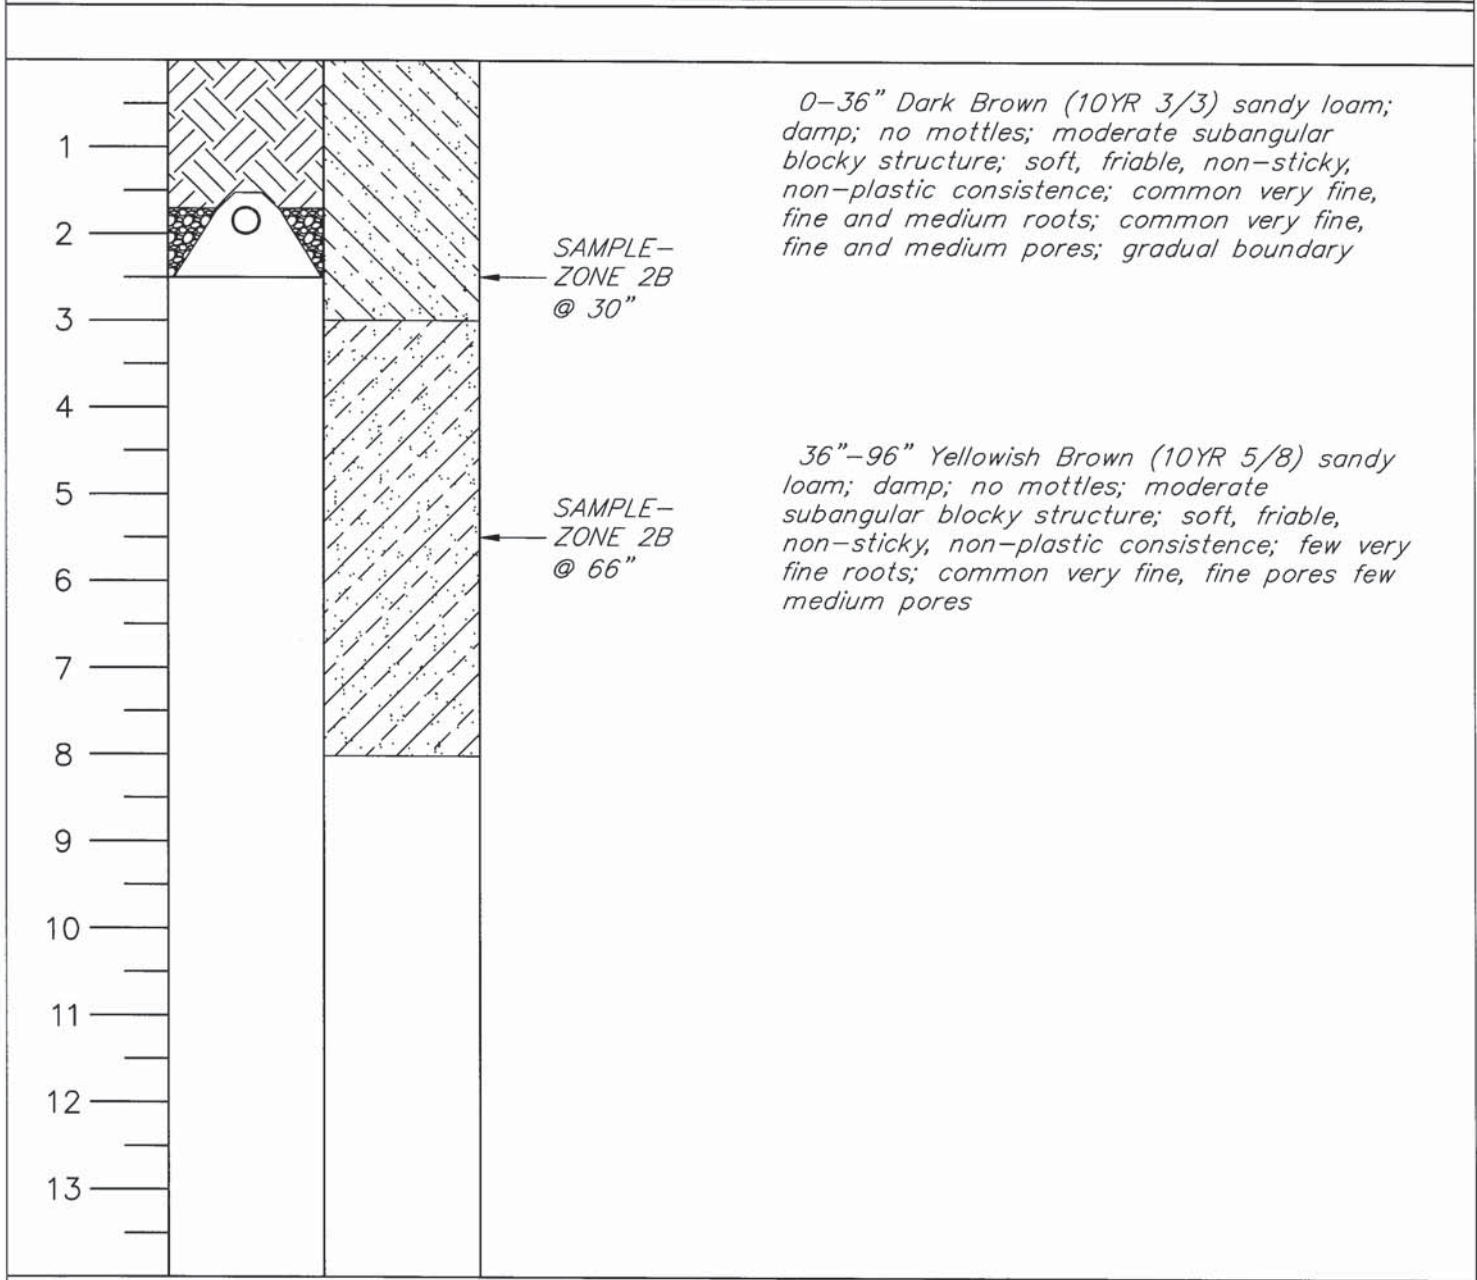 0-36" Dark Brown (10YR 3/3) sandy loam;
damp; no mottles; moderate subangular
blocky structure; soft, friable, non-sticky,
non-plastic consistence; common very fine,
fine and medium roots; common very fine,
fine and medium pores; gradual boundary
1
2
SAMPLE-
ZONE 2B
@ 30"
3
4
36"-96" Yellowish Brown (10YR 5/8) sandy
loam; damp; no mottles; moderate
subangular blocky structure; soft, friable,
non-sticky, non-plastic consistence; few very
fine roots; common very fine, fine pores few
medium pores
5
SAMPLE-
ZONE 2B
@ 66"
6
7
8
9
10
11
12
13